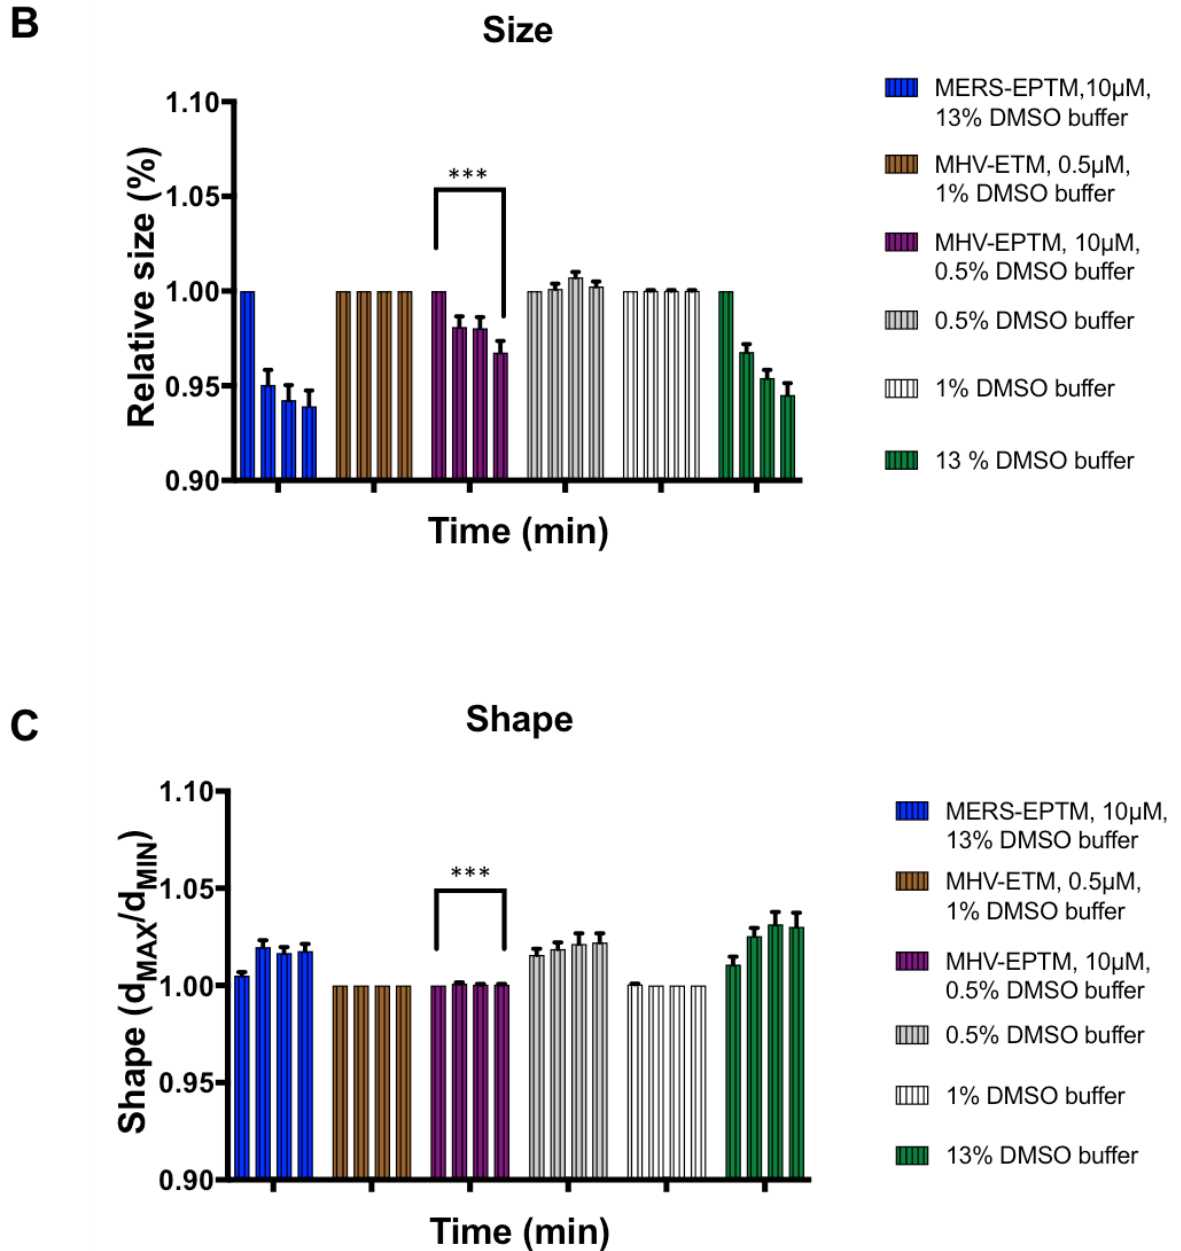 B
Size
Relative size (%)
1.10
1.05
1.00
0.95
0.90
***
Time (min)
MERS-EPTM,10µM,
13% DMSO buffer
MHV-ETM, 0.5µM,
1% DMSO buffer
MHV-EPTM, 10µM,
0.5% DMSO buffer
0.5% DMSO buffer
1% DMSO buffer
13 % DMSO buffer
C
Shape
Shape (dMAX/dMIN)
1.10
1.05
1.00
0.95
0.90
***
Time (min)
MERS-EPTM, 10µM,
13% DMSO buffer
MHV-ETM, 0.5µM,
1% DMSO buffer
MHV-EPTM, 10µM,
0.5% DMSO buffer
0.5% DMSO buffer
1% DMSO buffer
13% DMSO buffer